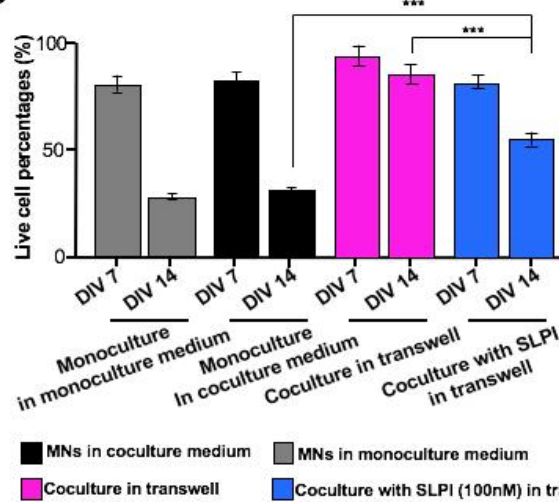 ***
***
Live cell percentages (%)
100
50
0
DIV 7
DIV 14
DIV 7
DIV 14
DIV 7
DIV 14
DIV 7
DIV 14
Monoculture
in monoculture medium
Monoculture
In coculture medium
Coculture in transwell
Coculture with SLPI
in transwell
MNs in coculture medium
MNs in monoculture medium
Coculture in transwell
Coculture with SLPI (100nM) in